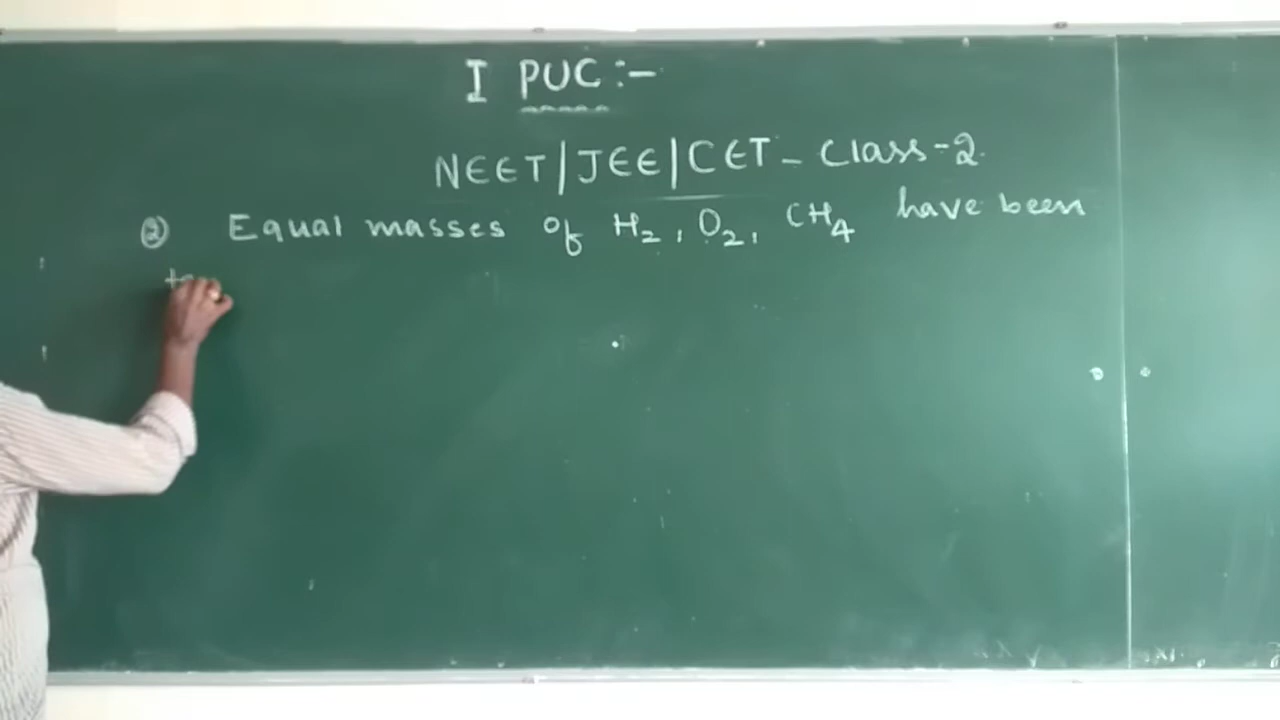 I PUC :-
NEET/JEE/CET - Class-2
② Equal masses of H₂, O₂, CH₄ have been